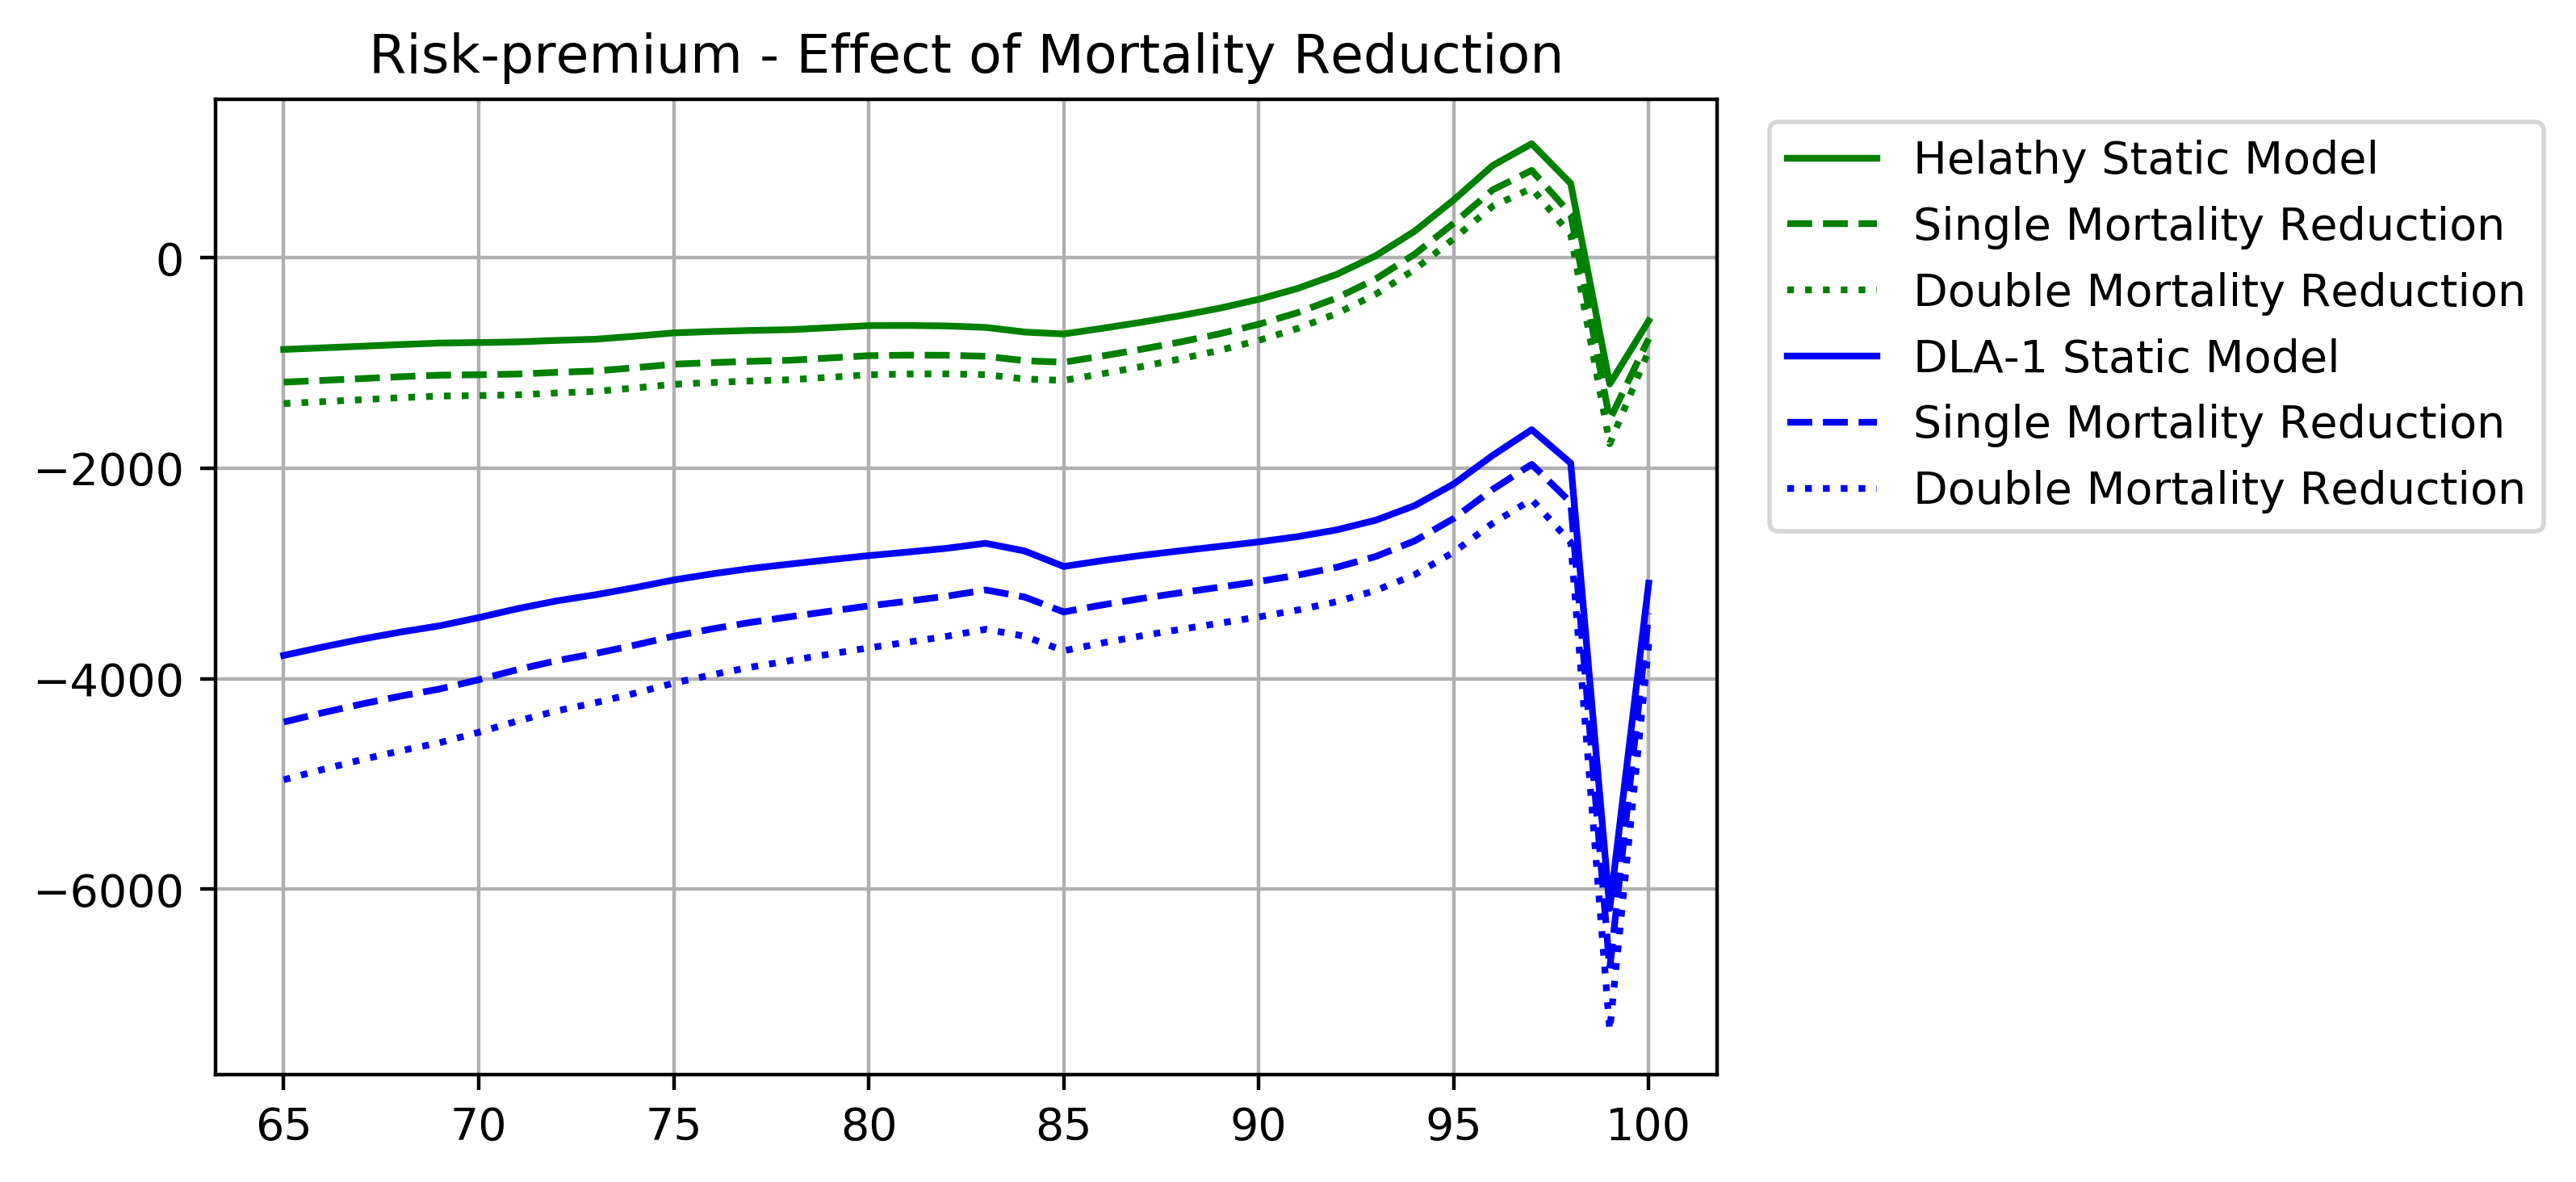 Risk-premium - Effect of Mortality Reduction
0
−2000
−4000
−6000
65 70 75 80 85 90 95 100
Helathy Static Model
Single Mortality Reduction
Double Mortality Reduction
DLA-1 Static Model
Single Mortality Reduction
Double Mortality Reduction